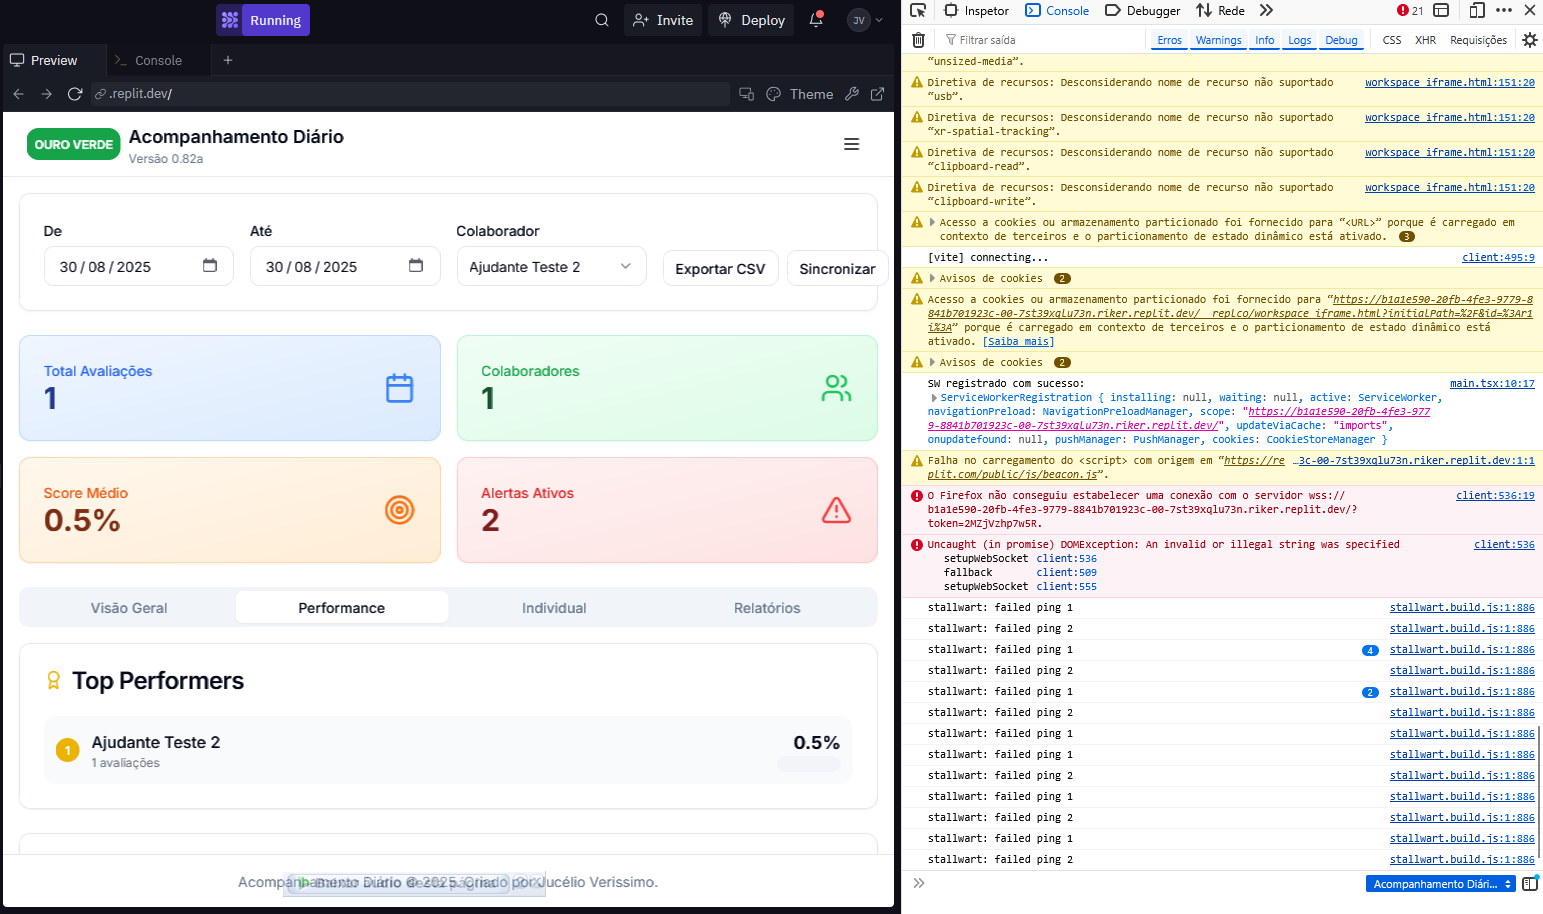 Running
Invite
Deploy
JV
Preview
Console
.replit.dev/
Theme
OURO VERDE
Acompanhamento Diário
Versão 0.82a
De
Até
Colaborador
30/08/2025
30/08/2025
Ajudante Teste 2
Exportar CSV
Sincronizar
Total Avaliações
1
Colaboradores
1
Score Médio
0.5%
Alertas Ativos
2
Visão Geral
Performance
Individual
Relatórios
Top Performers
1
Ajudante Teste 2
1 avaliações
0.5%
Acompanhamento Diário © 2025. Criado por Jucélio Verissimo.
Inspetor
Console
Debugger
Rede
21
Filtrar saída
Erros
Warnings
Info
Logs
Debug
CSS
XHR
Requisições
“unsized-media”.
Diretiva de recursos: Desconsiderando nome de recurso não suportado workspace_iframe.html:151:20
“usb”.
Diretiva de recursos: Desconsiderando nome de recurso não suportado workspace_iframe.html:151:20
“xr-spatial-tracking”.
Diretiva de recursos: Desconsiderando nome de recurso não suportado workspace_iframe.html:151:20
“clipboard-read”.
Diretiva de recursos: Desconsiderando nome de recurso não suportado workspace_iframe.html:151:20
“clipboard-write”.
Acesso a cookies ou armazenamento particionado foi fornecido para “<URL>” porque é carregado em
contexto de terceiros e o particionamento de estado dinâmico está ativado. 3
[vite] connecting... client:495:9
Avisos de cookies 2
Acesso a cookies ou armazenamento particionado foi fornecido para “https://b1a1e590-20fb-4fe3-9779-8
841b701923c-00-7st39xqlu73n.riker.replit.dev/__replco/workspace_iframe.html?initialPath=%2F&id=%3Ar1
i%3A” porque é carregado em contexto de terceiros e o particionamento de estado dinâmico está
ativado. [Saiba mais]
Avisos de cookies 2
SW registrado com sucesso: main.tsx:10:17
ServiceWorkerRegistration { installing: null, waiting: null, active: ServiceWorker,
navigationPreload: NavigationPreloadManager, scope: "https://b1a1e590-20fb-4fe3-977
9-8841b701923c-00-7st39xqlu73n.riker.replit.dev/", updateViaCache: "imports",
onupdatefound: null, pushManager: PushManager, cookies: CookieStoreManager }
Falha no carregamento do <script> com origem em “https://re …3c-00-7st39xqlu73n.riker.replit.dev:1:1
plit.com/public/js/beacon.js”.
O Firefox não conseguiu estabelecer uma conexão com o servidor wss:// client:536:19
b1a1e590-20fb-4fe3-9779-8841b701923c-00-7st39xqlu73n.riker.replit.dev/?
token=2MZjVzhp7w5R.
Uncaught (in promise) DOMException: An invalid or illegal string was specified client:536
setupWebSocket client:536
fallback client:509
setupWebSocket client:555
stallwart: failed ping 1 stallwart.build.js:1:886
stallwart: failed ping 2 stallwart.build.js:1:886
stallwart: failed ping 1 4 stallwart.build.js:1:886
stallwart: failed ping 2 stallwart.build.js:1:886
stallwart: failed ping 1 2 stallwart.build.js:1:886
stallwart: failed ping 2 stallwart.build.js:1:886
stallwart: failed ping 1 stallwart.build.js:1:886
stallwart: failed ping 1 stallwart.build.js:1:886
stallwart: failed ping 2 stallwart.build.js:1:886
stallwart: failed ping 1 stallwart.build.js:1:886
stallwart: failed ping 2 stallwart.build.js:1:886
stallwart: failed ping 1 stallwart.build.js:1:886
stallwart: failed ping 2 stallwart.build.js:1:886
Acompanhamento Diári...